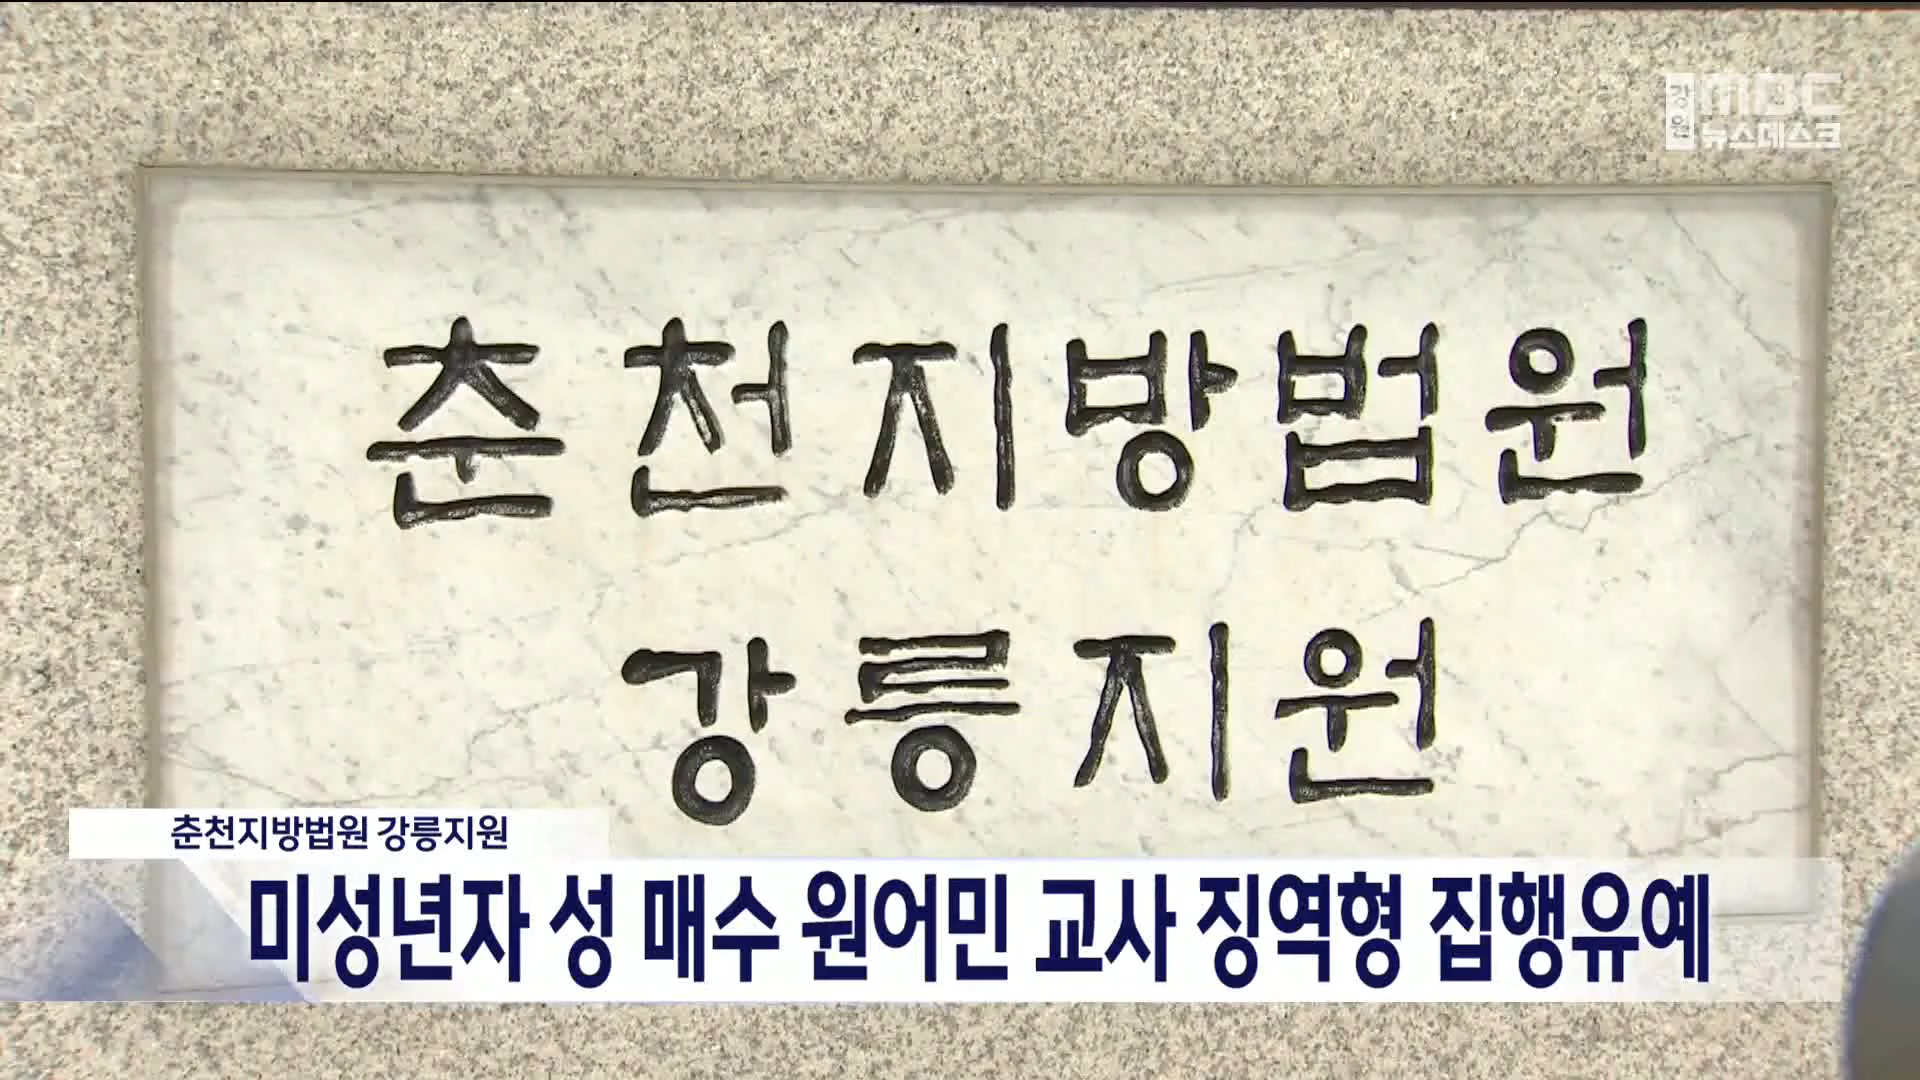 강원
MBC
뉴스데스크
춘천지방법원
강릉지원
춘천지방법원 강릉지원
미성년자 성 매수 원어민 교사 징역형 집행유예